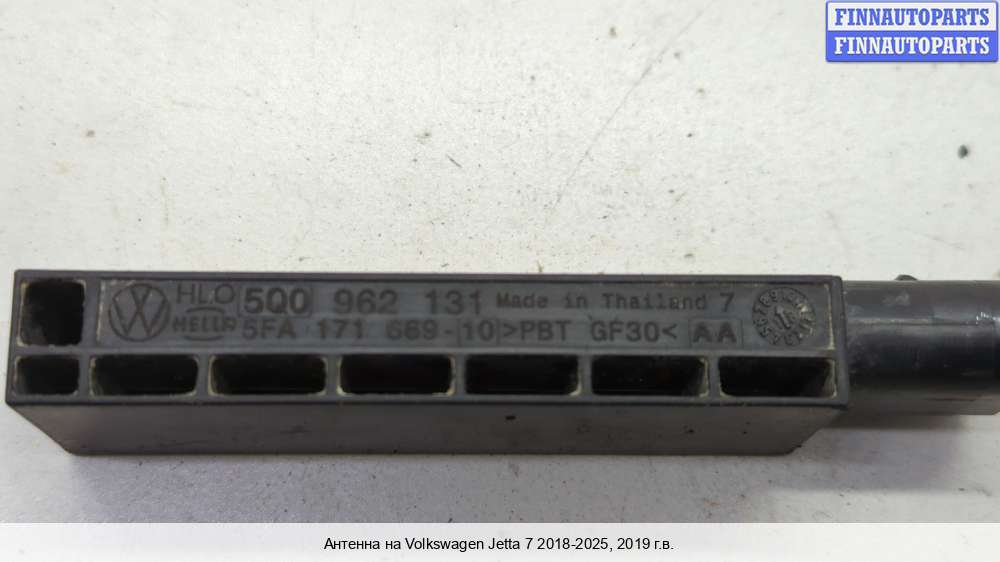 FINNAUTOPARTS
FINNAUTOPARTS
HLO 5Q0 962 131 Made in Thailand 7
HELLA 5FA 171 669-10 >PBT GF30< AA
Антенна на Volkswagen Jetta 7 2018-2025, 2019 г.в.